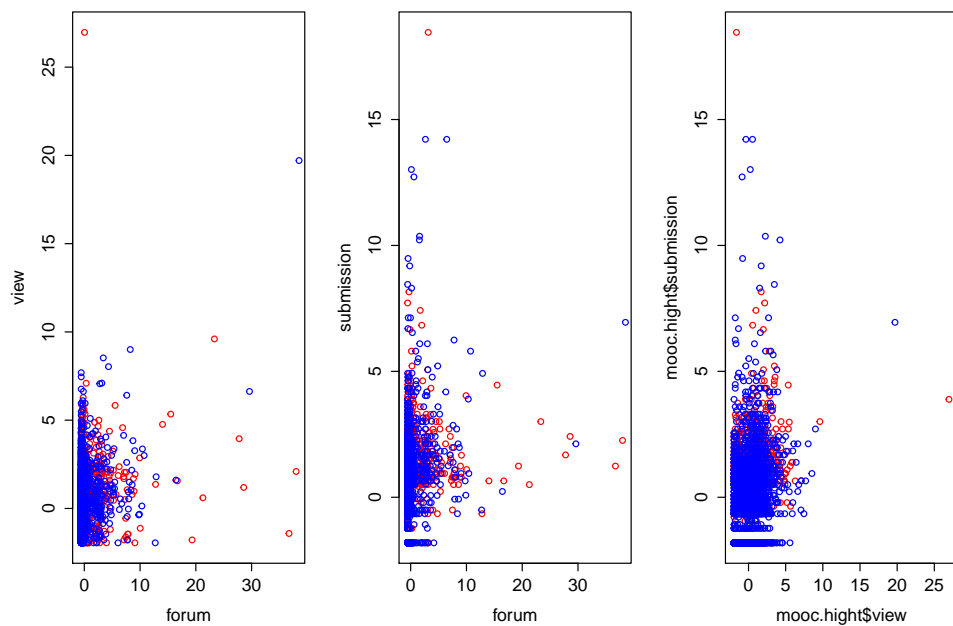 view
0 5 10 15 20 25
0 10 20 30
forum
submission
0 5 10 15
0 10 20 30
forum
mooc.hight$submission
0 5 10 15
0 5 10 15 20 25
mooc.hight$view